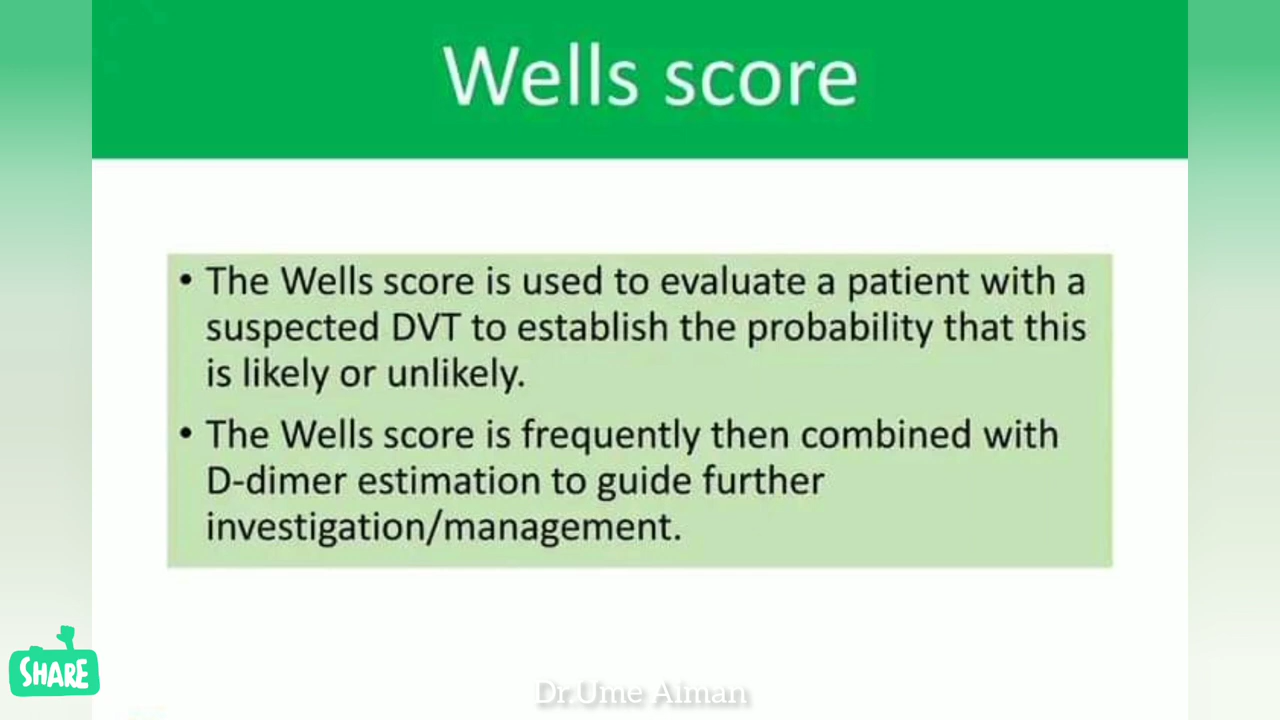 Wells score
• The Wells score is used to evaluate a patient with a
suspected DVT to establish the probability that this
is likely or unlikely.
• The Wells score is frequently then combined with
D-dimer estimation to guide further
investigation/management.
SHARE
Dr.Ume Aiman